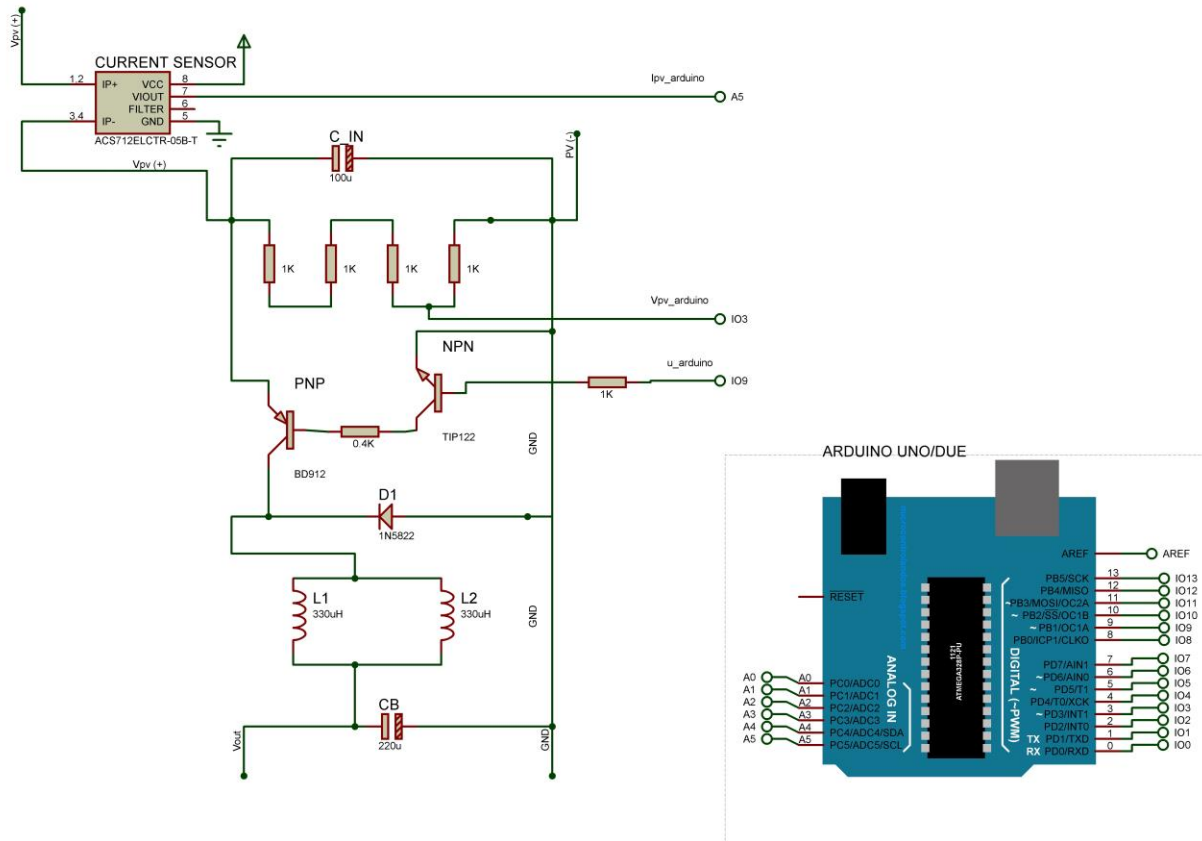 Vpv (+)
CURRENT SENSOR
1,2
IP+
VCC
8
VIOUT
7
FILTER
6
3,4
IP-
GND
5
ACS712ELCTR-05B-T
Vpv (+)
Ipv_arduino
A5
C_IN
100u
PV (-)
1K
1K
1K
1K
Vpv_arduino
IO3
NPN
u_arduino
IO9
1K
PNP
TIP122
0.4K
BD912
GND
D1
1N5822
L1
330uH
L2
330uH
GND
CB
220u
Vout
GND
ARDUINO UNO/DUE
RESET
AREF
AREF
PB5/SCK 13 IO13
PB4/MISO 12 IO12
~PB3/MOSI/OC2A 11 IO11
~ PB2/SS/OC1B 10 IO10
~ PB1/OC1A 9 IO9
PB0/ICP1/CLKO 8 IO8
PD7/AIN1 7 IO7
~ PD6/AIN0 6 IO6
~ PD5/T1 5 IO5
PD4/T0/XCK 4 IO4
~ PD3/INT1 3 IO3
PD2/INT0 2 IO2
TX PD1/TXD 1 IO1
RX PD0/RXD 0 IO0
DIGITAL (~PWM)
1121
ATMEGA328P-PU
ANALOG IN
A0 A0 PC0/ADC0
A1 A1 PC1/ADC1
A2 A2 PC2/ADC2
A3 A3 PC3/ADC3
A4 A4 PC4/ADC4/SDA
A5 A5 PC5/ADC5/SCL